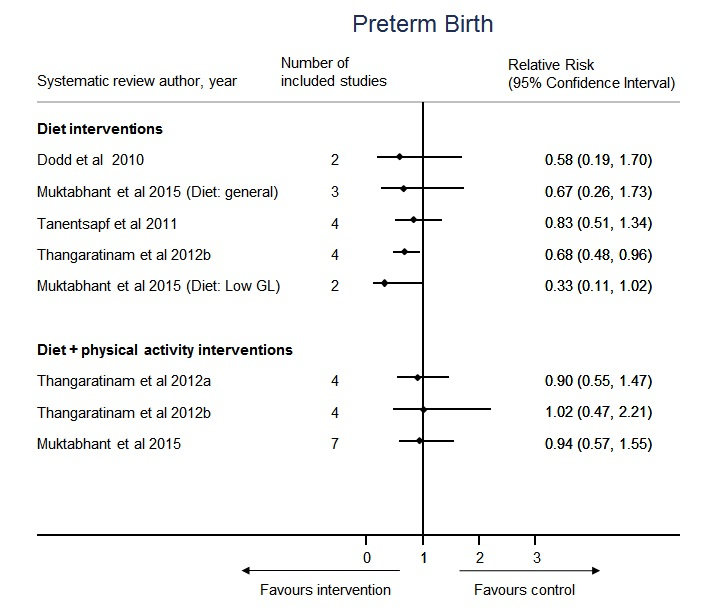 Preterm Birth
Systematic review author, year
Number of
included studies
Relative Risk
(95% Confidence Interval)
Diet interventions
Dodd et al 2010 2 0.58 (0.19, 1.70)
Muktabhant et al 2015 (Diet: general) 3 0.67 (0.26, 1.73)
Tanentsapf et al 2011 4 0.83 (0.51, 1.34)
Thangaratinam et al 2012b 4 0.68 (0.48, 0.96)
Muktabhant et al 2015 (Diet: Low GL) 2 0.33 (0.11, 1.02)
Diet + physical activity interventions
Thangaratinam et al 2012a 4 0.90 (0.55, 1.47)
Thangaratinam et al 2012b 4 1.02 (0.47, 2.21)
Muktabhant et al 2015 7 0.94 (0.57, 1.55)
0 1 2 3
Favours intervention Favours control